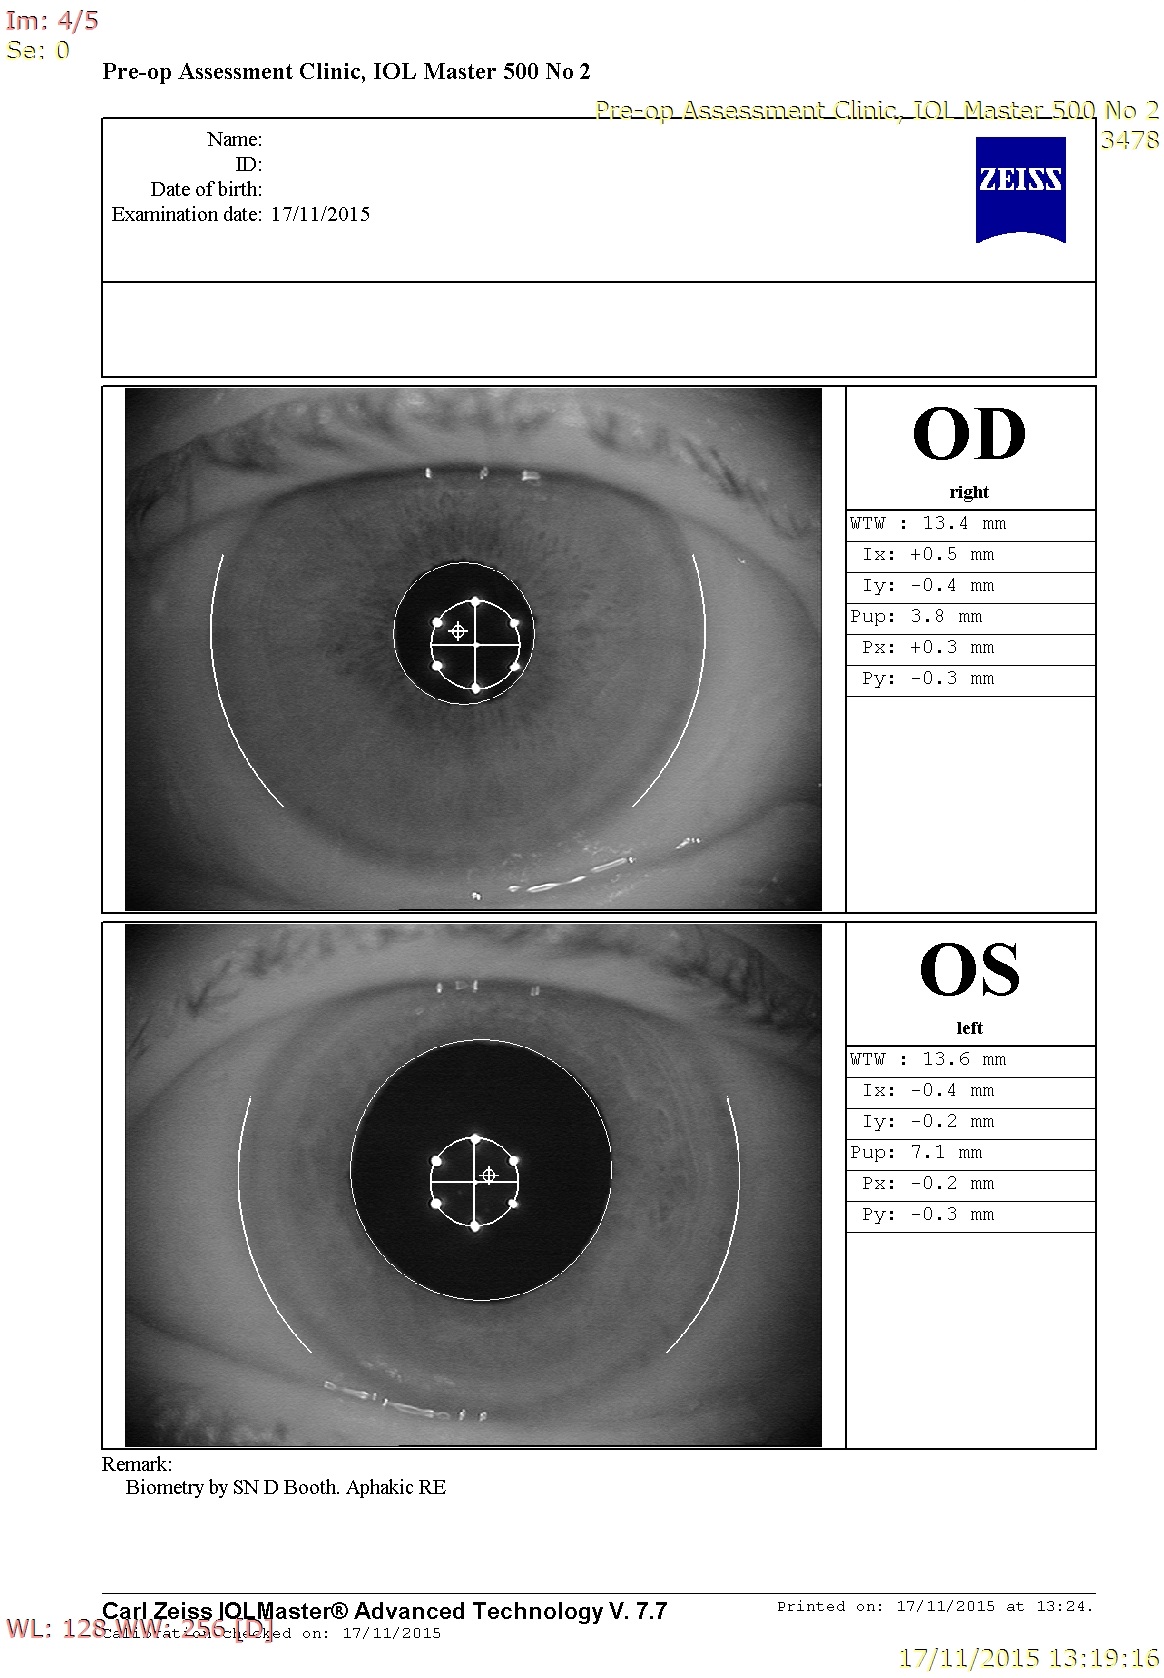 Im: 4/5
Se: 0
Pre-op Assessment Clinic, IOL Master 500 No 2
Pre-op Assessment Clinic, IOL Master 500 No 2
3478
Name:
ID:
Date of birth:
Examination date: 17/11/2015
ZEISS
OD
right
WTW : 13.4 mm
Ix: +0.5 mm
Iy: -0.4 mm
Pup: 3.8 mm
Px: +0.3 mm
Py: -0.3 mm
OS
left
WTW : 13.6 mm
Ix: -0.4 mm
Iy: -0.2 mm
Pup: 7.1 mm
Px: -0.2 mm
Py: -0.3 mm
Remark:
Biometry by SN D Booth. Aphakic RE
Carl Zeiss IOLMaster® Advanced Technology V. 7.7
Printed on: 17/11/2015 at 13:24.
WL: 128 WW: 256 [D]
Calibration checked on: 17/11/2015
17/11/2015 13:19:16